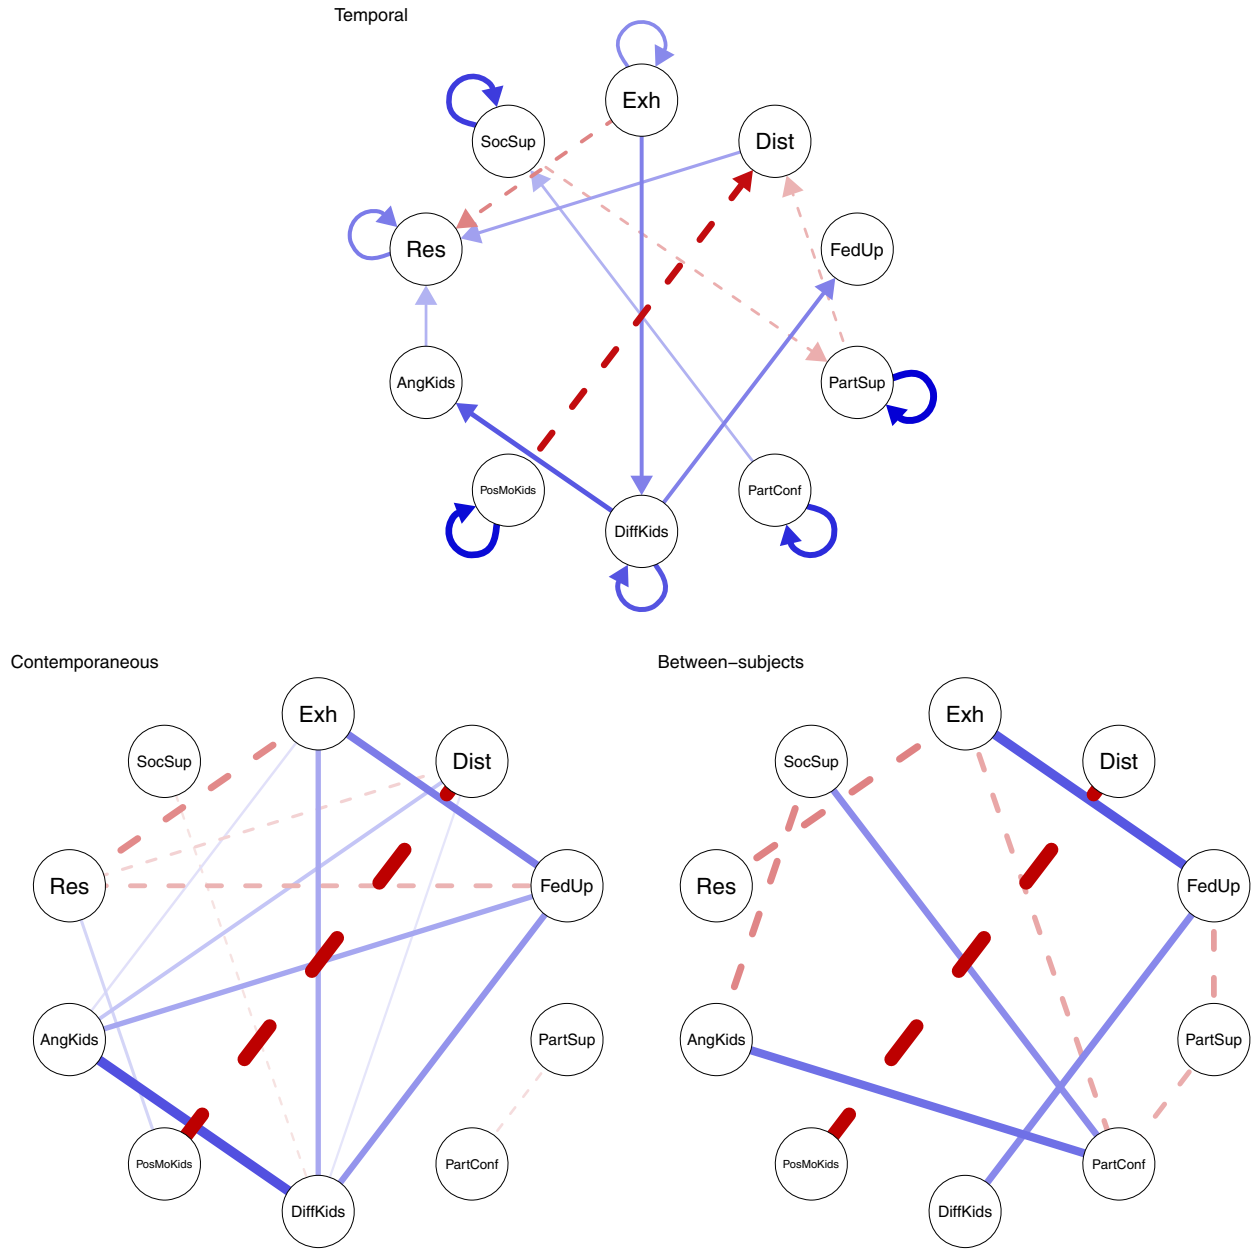 Temporal
Exh
SocSup
Dist
Res
FedUp
AngKids
PartSup
PosMoKids
PartConf
DiffKids
Contemporaneous
Exh
SocSup
Dist
Res
FedUp
AngKids
PartSup
PosMoKids
PartConf
DiffKids
Between−subjects
Exh
SocSup
Dist
Res
FedUp
AngKids
PartSup
PosMoKids
PartConf
DiffKids